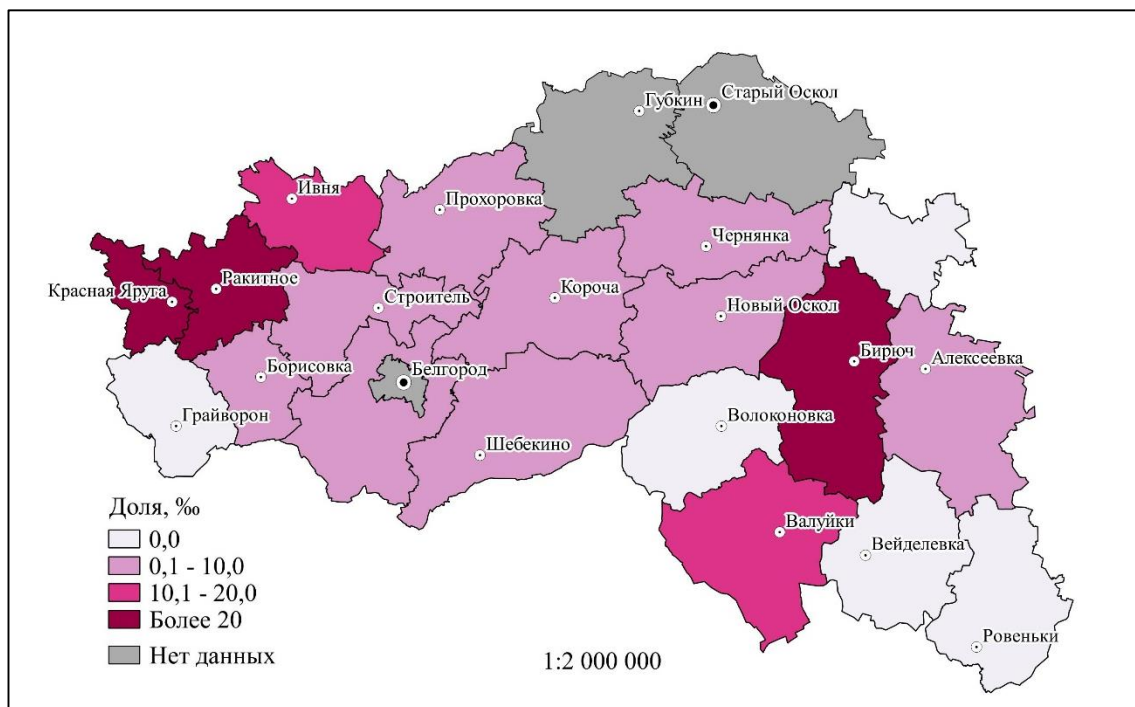 Губкин
Старый Оскол
Ивня
Прохоровка
Чернянка
Ракитное
Красная Яруга
Строитель
Короча
Новый Оскол
Бирюч
Алексеевка
Борисовка
Белгород
Грайворон
Волоконовка
Шебекино
Валуйки
Вейделевка
Ровеньки
Доля, ‰
0,0
0,1 - 10,0
10,1 - 20,0
Более 20
Нет данных
1:2 000 000